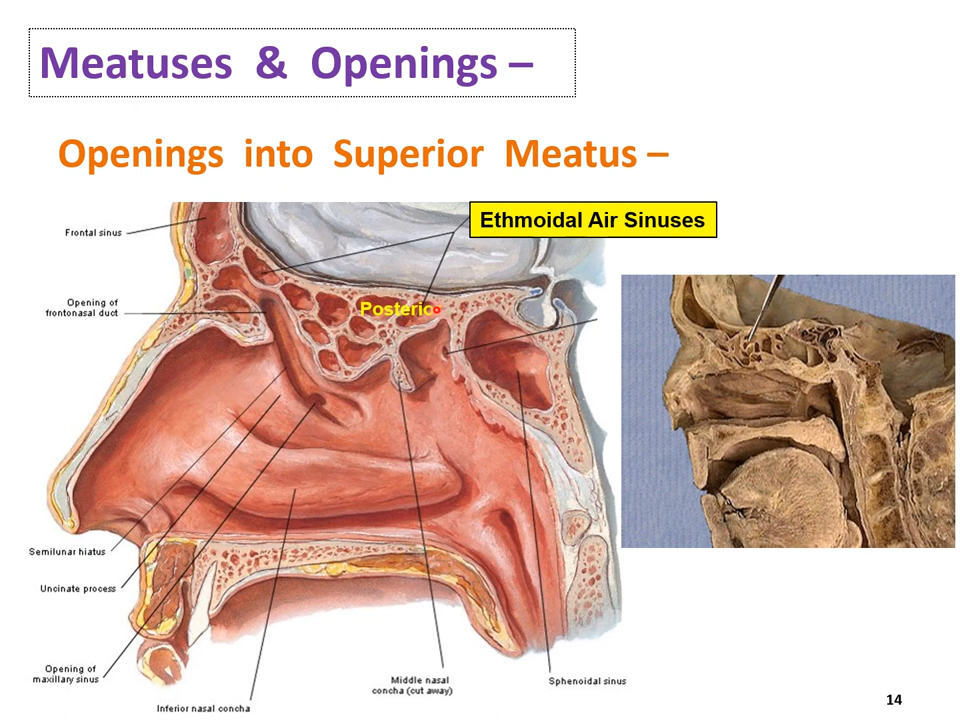 Meatuses & Openings –
Openings into Superior Meatus –
Ethmoidal Air Sinuses
Frontal sinus
Opening of
frontonasal duct
Posterio
Semilunar hiatus
Uncinate process
Opening of
maxillary sinus
Inferior nasal concha
Middle nasal
concha (cut away)
Sphenoidal sinus
14